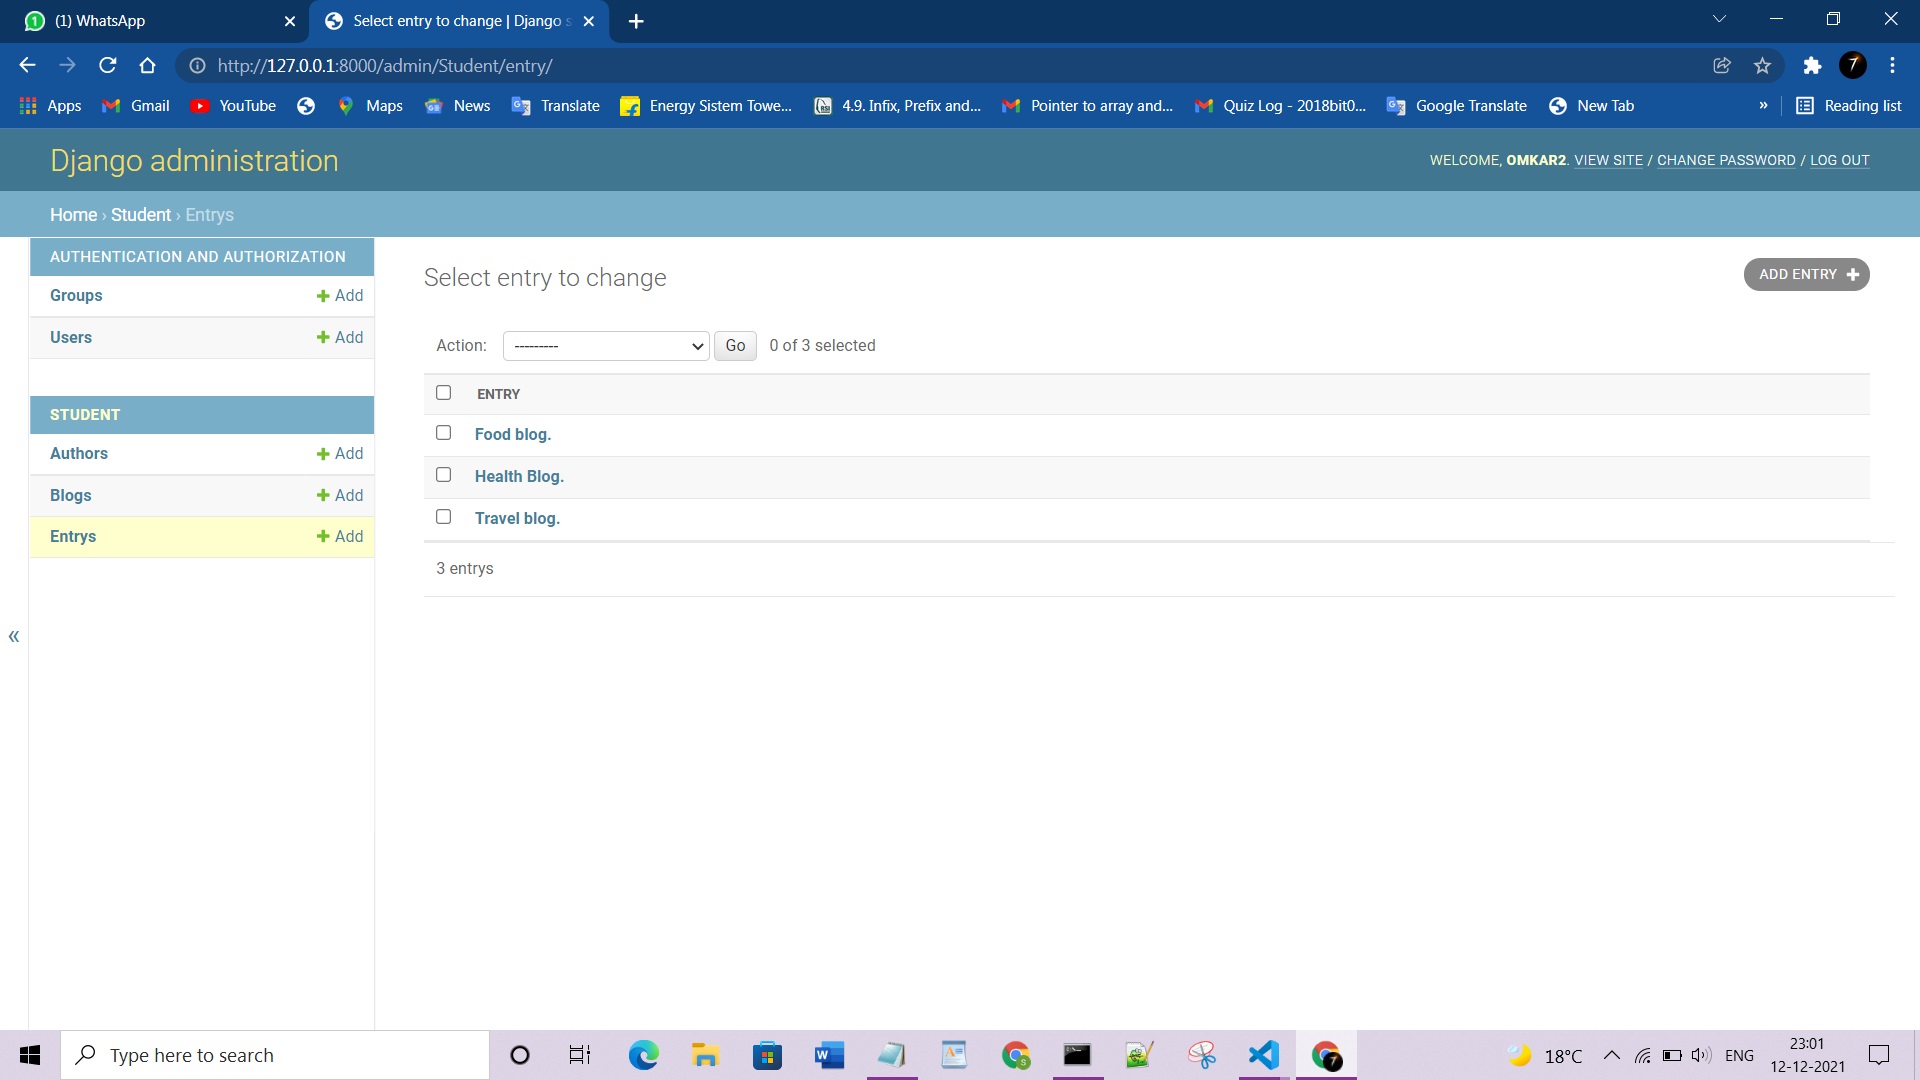 (1) WhatsApp
Select entry to change | Django s
http://127.0.0.1:8000/admin/Student/entry/
Apps Gmail YouTube Maps News Translate Energy Sistem Towe... 4.9. Infix, Prefix and... Pointer to array and... Quiz Log - 2018bit0... Google Translate New Tab » Reading list
Django administration
WELCOME, OMKAR2. VIEW SITE / CHANGE PASSWORD / LOG OUT
Home › Student › Entrys
AUTHENTICATION AND AUTHORIZATION
Groups + Add
Users + Add
STUDENT
Authors + Add
Blogs + Add
Entrys + Add
«
Select entry to change
ADD ENTRY +
Action: --------- Go 0 of 3 selected
ENTRY
Food blog.
Health Blog.
Travel blog.
3 entrys
Type here to search
18°C
ENG
23:01
12-12-2021